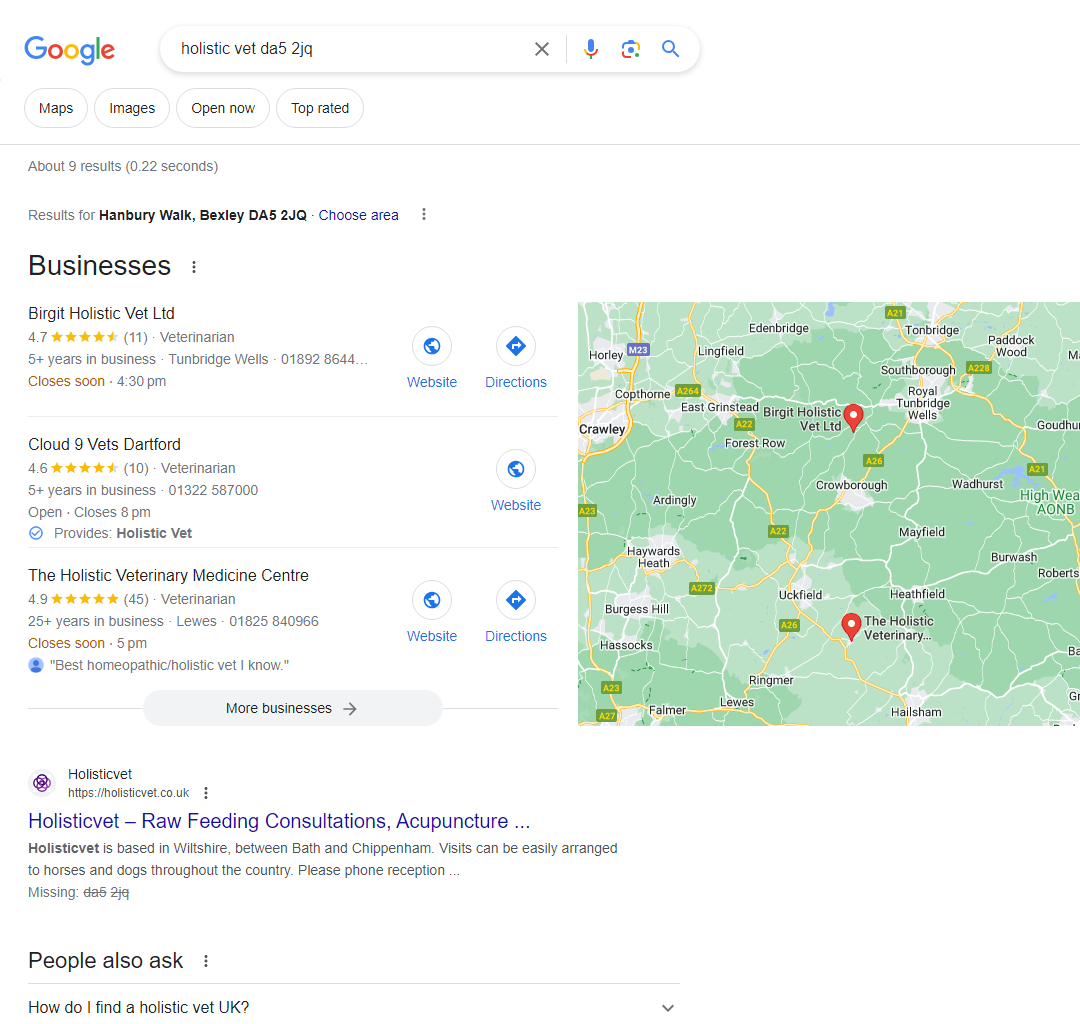 Google
holistic vet da5 2jq
Maps
Images
Open now
Top rated
About 9 results (0.22 seconds)
Results for Hanbury Walk, Bexley DA5 2JQ · Choose area
Businesses
Birgit Holistic Vet Ltd
4.7 (11) · Veterinarian
5+ years in business · Tunbridge Wells · 01892 8644...
Closes soon · 4:30 pm
Website
Directions
Cloud 9 Vets Dartford
4.6 (10) · Veterinarian
5+ years in business · 01322 587000
Open · Closes 8 pm
Provides: Holistic Vet
Website
The Holistic Veterinary Medicine Centre
4.9 (45) · Veterinarian
25+ years in business · Lewes · 01825 840966
Closes soon · 5 pm
"Best homeopathic/holistic vet I know."
Website
Directions
More businesses
A21
Edenbridge
Tonbridge
Paddock
Wood
Ma
Horley
M23
Lingfield
Southborough
A228
Copthorne
A264
Royal
Tunbridge
Wells
East Grinstead
Birgit Holistic
Vet Ltd
A22
Crawley
Goudhur
Forest Row
A26
A21
Crowborough
Wadhurst
High Wea
AONB
Ardingly
A23
A22
Mayfield
Haywards
Heath
Burwash
Roberts
A272
Uckfield
Heathfield
Burgess Hill
A26
The Holistic
Veterinary...
Hassocks
Ba
Ringmer
A23
Lewes
Gr
A27
Falmer
Hailsham
Holisticvet
https://holisticvet.co.uk
Holisticvet – Raw Feeding Consultations, Acupuncture ...
Holisticvet is based in Wiltshire, between Bath and Chippenham. Visits can be easily arranged
to horses and dogs throughout the country. Please phone reception ...
Missing: da5 2jq
People also ask
How do I find a holistic vet UK?